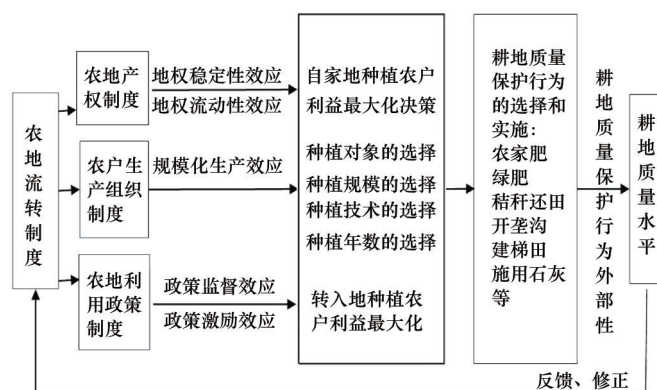 农地流转制度
农地产
权制度
地权稳定性效应
地权流动性效应
农户生
产组织
制度
规模化生产效应
农地利
用政策
制度
政策监督效应
政策激励效应
自家地种植农户
利益最大化决策
种植对象的选择
种植规模的选择
种植技术的选择
种植年数的选择
转入地种植农
户利益最大化
耕地质量
保护行为
的选择和
实施：
农家肥
绿肥
秸秆还田
开垄沟
建梯田
施用石灰
等
耕地质量保护行为外部性
耕地质量水平
反馈、修正